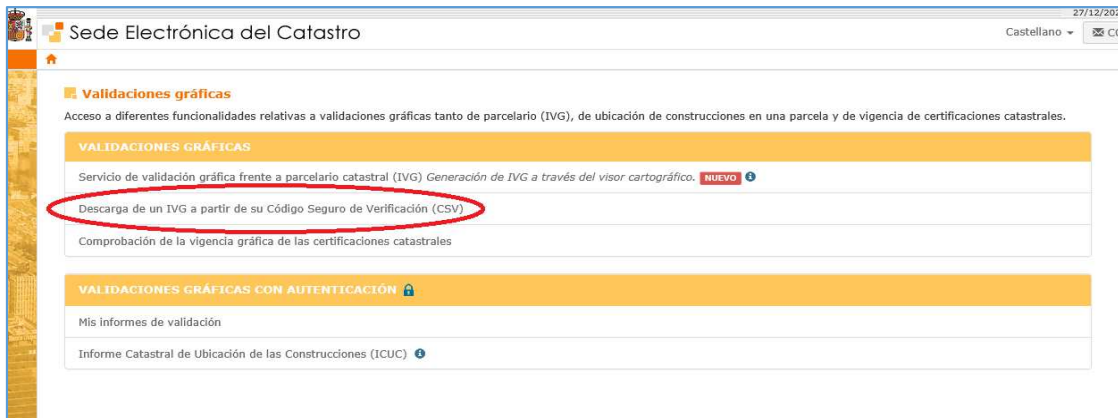 27/12/202
Sede Electrónica del Catastro
Castellano
CO
Validaciones gráficas
Acceso a diferentes funcionalidades relativas a validaciones gráficas tanto de parcelario (IVG), de ubicación de construcciones en una parcela y de vigencia de certificaciones catastrales.
VALIDACIONES GRÁFICAS
Servicio de validación gráfica frente a parcelario catastral (IVG) Generación de IVG a través del visor cartográfico. NUEVO
Descarga de un IVG a partir de su Código Seguro de Verificación (CSV)
Comprobación de la vigencia gráfica de las certificaciones catastrales
VALIDACIONES GRÁFICAS CON AUTENTICACIÓN
Mis informes de validación
Informe Catastral de Ubicación de las Construcciones (ICUC)